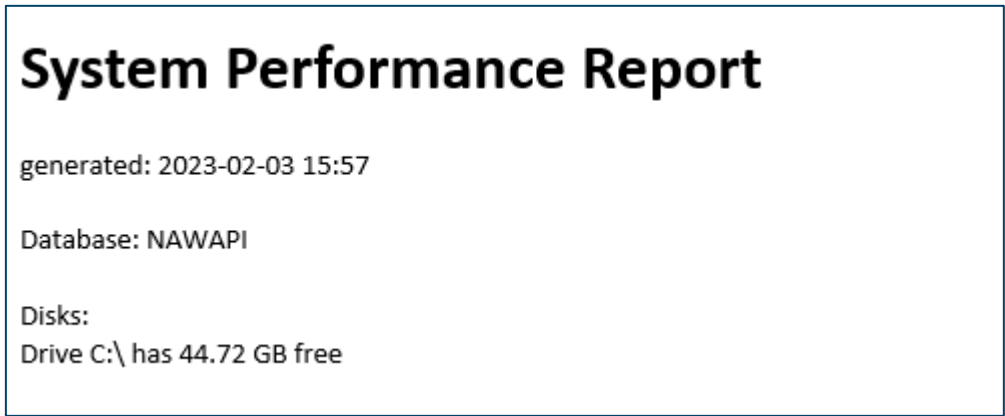 System Performance Report
generated: 2023-02-03 15:57
Database: NAWAPI
Disks:
Drive C:\ has 44.72 GB free